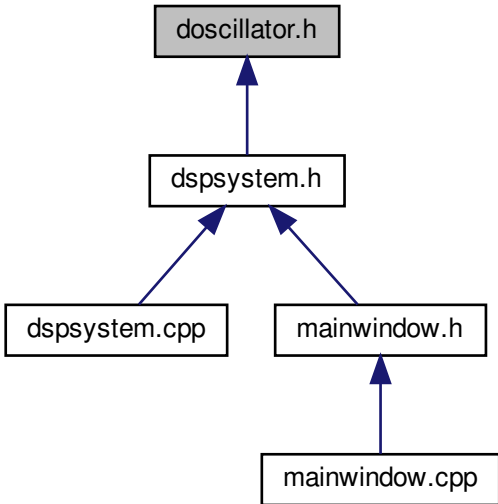 doscillator.h
dspsystem.h
dspsystem.cpp
mainwindow.h
mainwindow.cpp